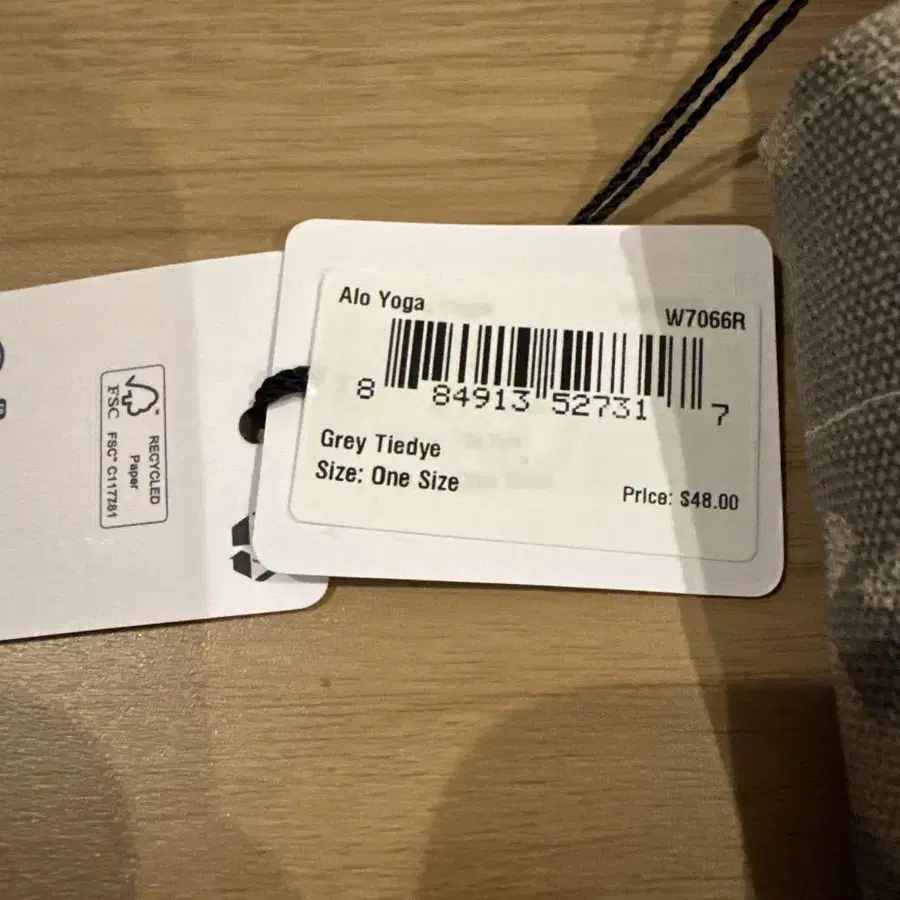 Alo Yoga
W7066R
8 84913 52731 7
Grey Tiedye
Size: One Size
Price: $48.00
FSC
RECYCLED
Paper
FSC™ C117281